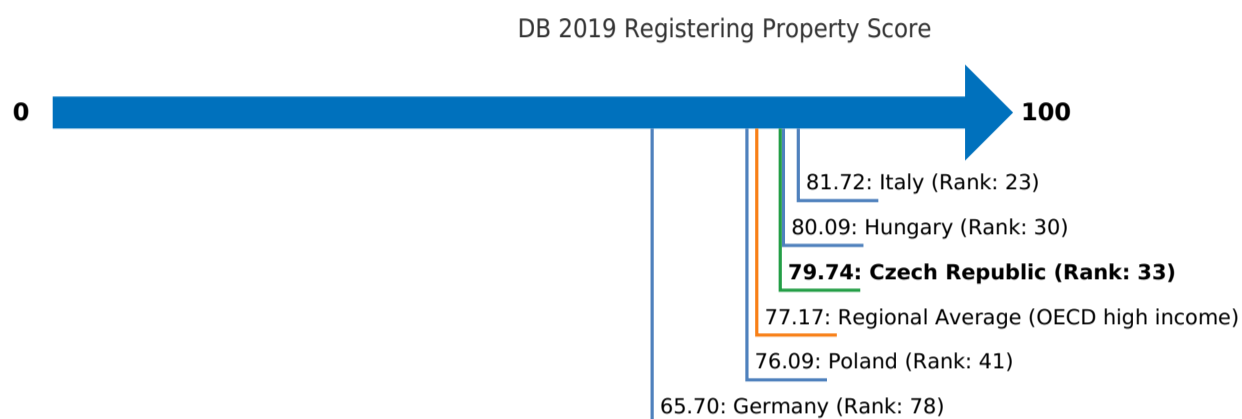 DB 2019 Registering Property Score
0
100
81.72: Italy (Rank: 23)
80.09: Hungary (Rank: 30)
79.74: Czech Republic (Rank: 33)
77.17: Regional Average (OECD high income)
76.09: Poland (Rank: 41)
65.70: Germany (Rank: 78)